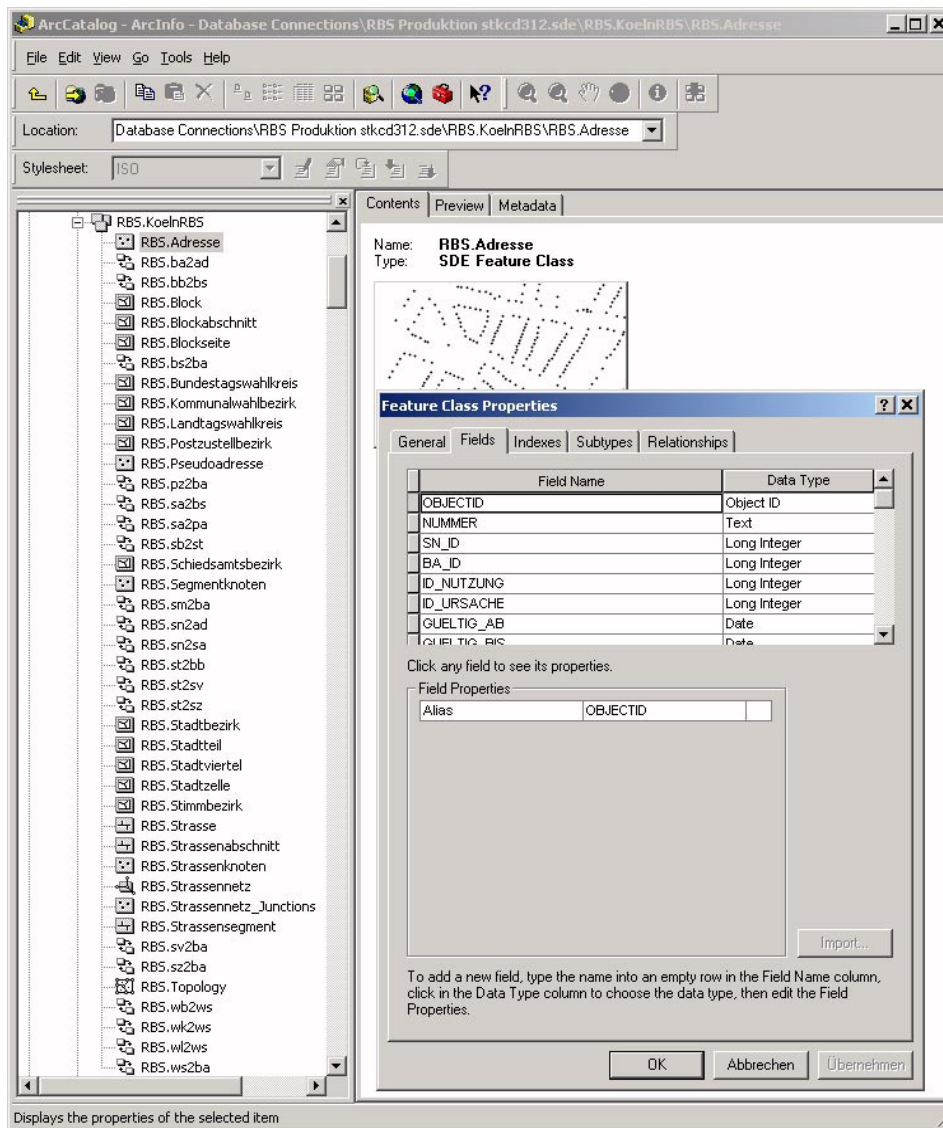 ArcCatalog - ArcInfo - Database Connections\RBS Produktion stkcd312.sde\RBS.KoelnRBS\RBS.Adresse
File Edit View Go Tools Help
Location: Database Connections\RBS Produktion stkcd312.sde\RBS.KoelnRBS\RBS.Adresse
Stylesheet: ISO
RBS.KoelnRBS
RBS.Adresse
RBS.ba2ad
RBS.bb2bs
RBS.Block
RBS.Blockabschnitt
RBS.Blockseite
RBS.bs2ba
RBS.Bundestagswahlkreis
RBS.Kommunalwahlbezirk
RBS.Landtagswahlkreis
RBS.Postzustellbezirk
RBS.Pseudoadresse
RBS.pz2ba
RBS.sa2bs
RBS.sa2pa
RBS.sb2st
RBS.Schiedsamtsbezirk
RBS.Segmentknoten
RBS.sm2ba
RBS.sn2ad
RBS.sn2sa
RBS.st2bb
RBS.st2sv
RBS.st2sz
RBS.Stadtbezirk
RBS.Stadtteil
RBS.Stadtviertel
RBS.Stadtzelle
RBS.Stimmbezirk
RBS.Strasse
RBS.Strassenabschnitt
RBS.Strassenknoten
RBS.Strassennetz
RBS.Strassennetz_Junctions
RBS.Strassensegment
RBS.sv2ba
RBS.sz2ba
RBS.Topology
RBS.wb2ws
RBS.wk2ws
RBS.wl2ws
RBS.ws2ba
Contents Preview Metadata
Name: RBS.Adresse
Type: SDE Feature Class
Feature Class Properties
General Fields Indexes Subtypes Relationships
Field Name Data Type
OBJECTID Object ID
NUMMER Text
SN_ID Long Integer
BA_ID Long Integer
ID_NUTZUNG Long Integer
ID_URSACHE Long Integer
GUELTIG_AB Date
GUELTIG_BIS Date
Click any field to see its properties.
Field Properties
Alias OBJECTID
Import...
To add a new field, type the name into an empty row in the Field Name column,
click in the Data Type column to choose the data type, then edit the Field
Properties.
OK Abbrechen Übernehmen
Displays the properties of the selected item